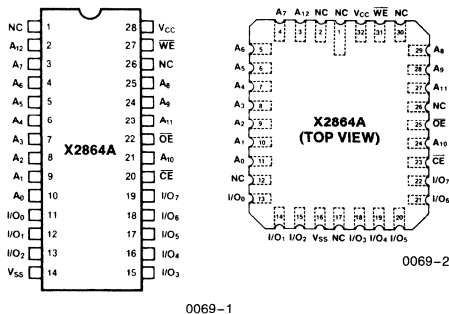 NC 1 28 VCC
A12 2 27 WE
A7 3 26 NC
A6 4 25 A8
A5 5 24 A9
A4 6 23 A11
A3 7 22 OE
X2864A
A2 8 21 A10
A1 9 20 CE
A0 10 19 I/O7
I/O0 11 18 I/O6
I/O1 12 17 I/O5
I/O2 13 16 I/O4
VSS 14 15 I/O3
0069-1
A7 A12 NC NC VCC WE NC
4 3 2 1 32 31 30
A6 5 29 A8
A5 6 28 A9
A4 7 27 A11
A3 8 26 NC
X2864A
A2 9 25 OE
(TOP VIEW)
A1 10 24 A10
A0 11 23 CE
NC 12 22 I/O7
I/O0 13 21 I/O6
14 15 16 17 18 19 20
I/O1 I/O2 VSS NC I/O3 I/O4 I/O5
0069-2